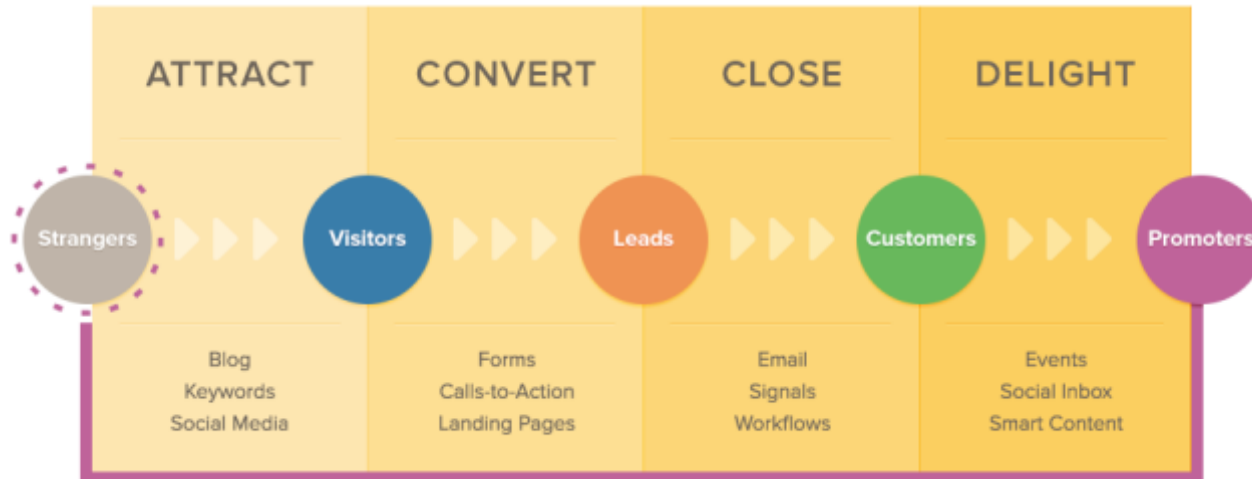 ATTRACT
CONVERT
CLOSE
DELIGHT
Strangers
Visitors
Leads
Customers
Promoters
Blog
Keywords
Social Media
Forms
Calls-to-Action
Landing Pages
Email
Signals
Workflows
Events
Social Inbox
Smart Content